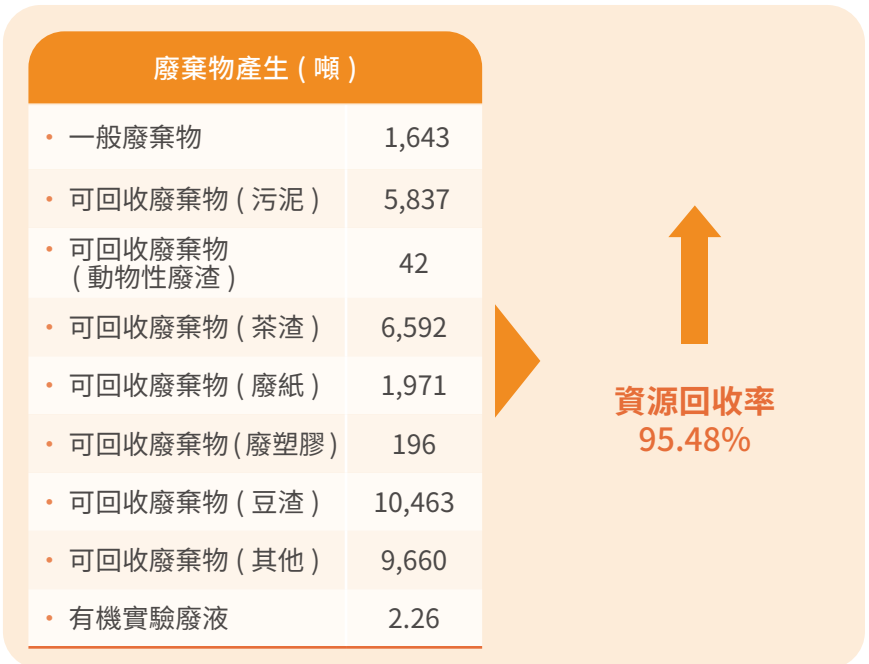 廢棄物產生 ( 噸 )
• 一般廢棄物 1,643
• 可回收廢棄物 ( 污泥 ) 5,837
• 可回收廢棄物
( 動物性廢渣 ) 42
• 可回收廢棄物 ( 茶渣 ) 6,592
• 可回收廢棄物 ( 廢紙 ) 1,971
• 可回收廢棄物 ( 廢塑膠 ) 196
• 可回收廢棄物 ( 豆渣 ) 10,463
• 可回收廢棄物 ( 其他 ) 9,660
• 有機實驗廢液 2.26
資源回收率
95.48%